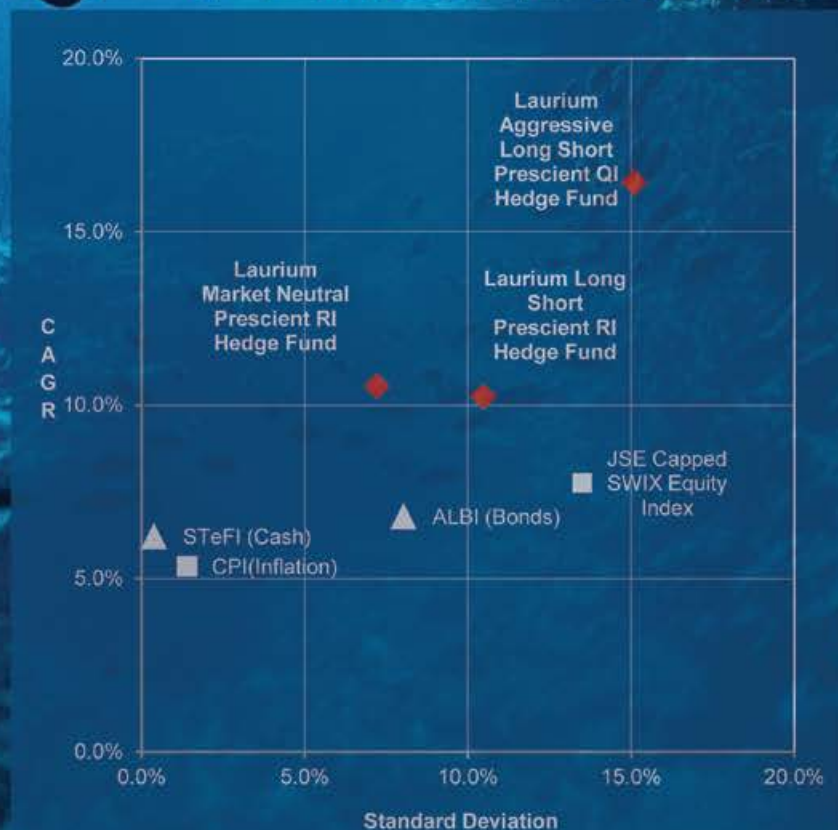 20.0%
Laurium
Aggressive
Long Short
Prescient QI
Hedge Fund
15.0%
Laurium
Market Neutral
Prescient RI
Hedge Fund
Laurium Long
Short
Prescient RI
Hedge Fund
C
A
G
R
10.0%
JSE Capped
SWIX Equity
Index
ALBI (Bonds)
STeFI (Cash)
CPI(Inflation)
5.0%
0.0%
0.0%
5.0%
10.0%
15.0%
20.0%
Standard Deviation